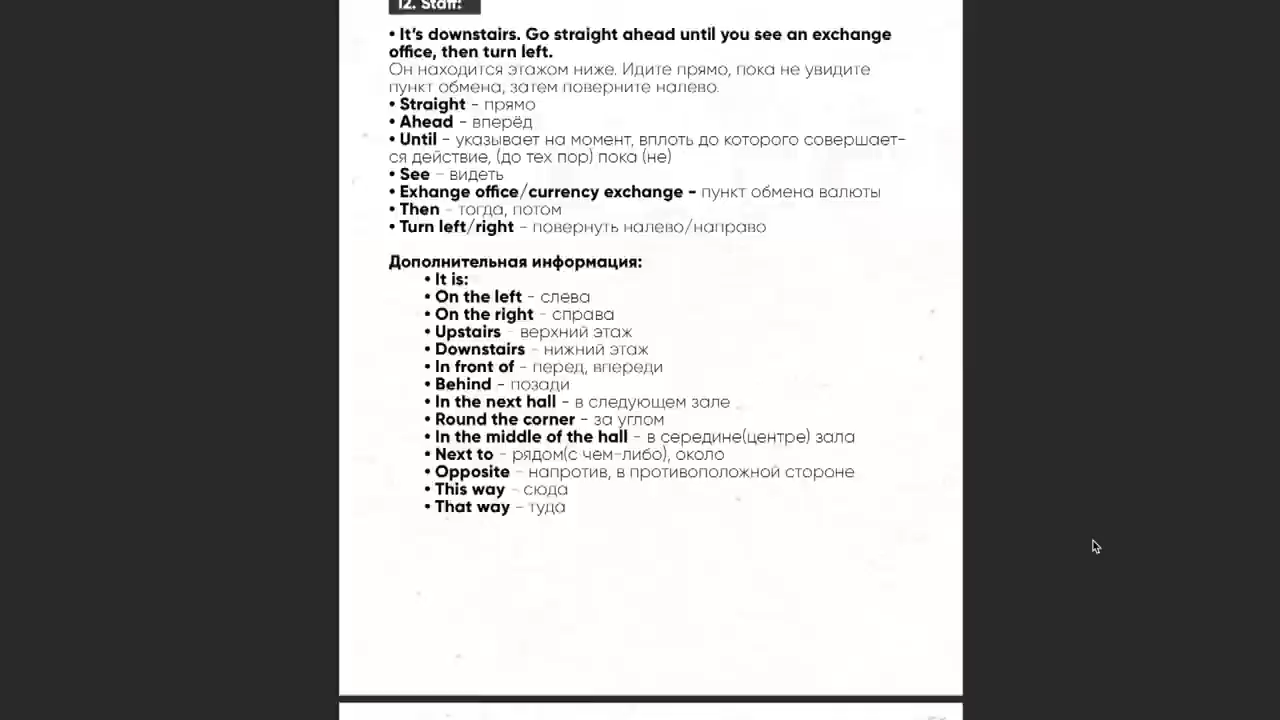 12. Staff:
• It's downstairs. Go straight ahead until you see an exchange
office, then turn left.
Он находится этажом ниже. Идите прямо, пока не увидите
пункт обмена, затем поверните налево.
• Straight - прямо
• Ahead - вперёд
• Until - указывает на момент, вплоть до которого совершает-
ся действие, (до тех пор) пока (не)
• See - видеть
• Exhange office/currency exchange - пункт обмена валюты
• Then - тогда, потом
• Turn left/right - повернуть налево/направо
Дополнительная информация:
• It is:
• On the left - слева
• On the right - справа
• Upstairs - верхний этаж
• Downstairs - нижний этаж
• In front of - перед, впереди
• Behind - позади
• In the next hall - в следующем зале
• Round the corner - за углом
• In the middle of the hall - в середине(центре) зала
• Next to - рядом(с чем-либо), около
• Opposite - напротив, в противоположной стороне
• This way - сюда
• That way - туда